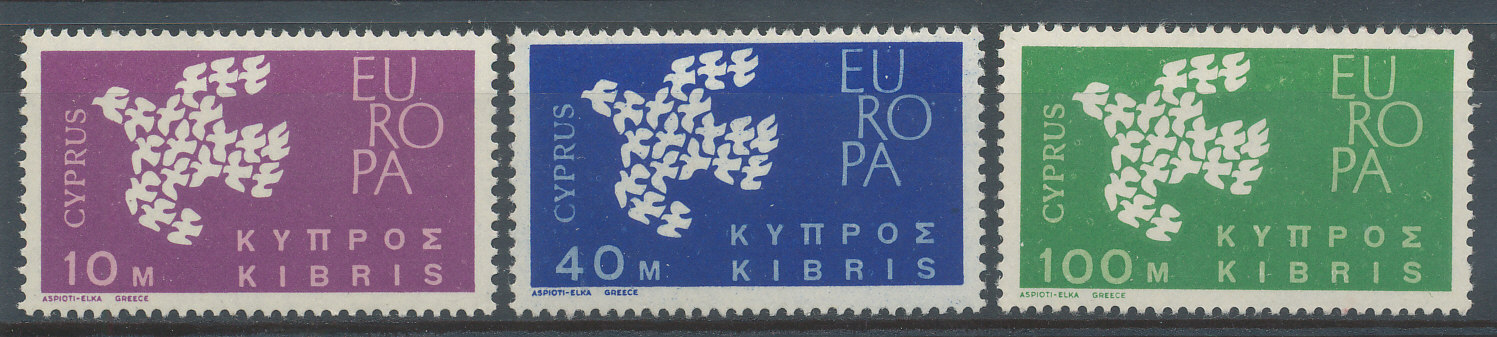 CYPRUS
EU
RO
PA
ΚΥΠΡΟΣ
10 M KIBRIS
ASPIOTI-ELKA GREECE
CYPRUS
EU
RO
PA
ΚΥΠΡΟΣ
40 M KIBRIS
ASPIOTI-ELKA GREECE
CYPRUS
EU
RO
PA
ΚΥΠΡΟΣ
100 M KIBRIS
ASPIOTI-ELKA GREECE